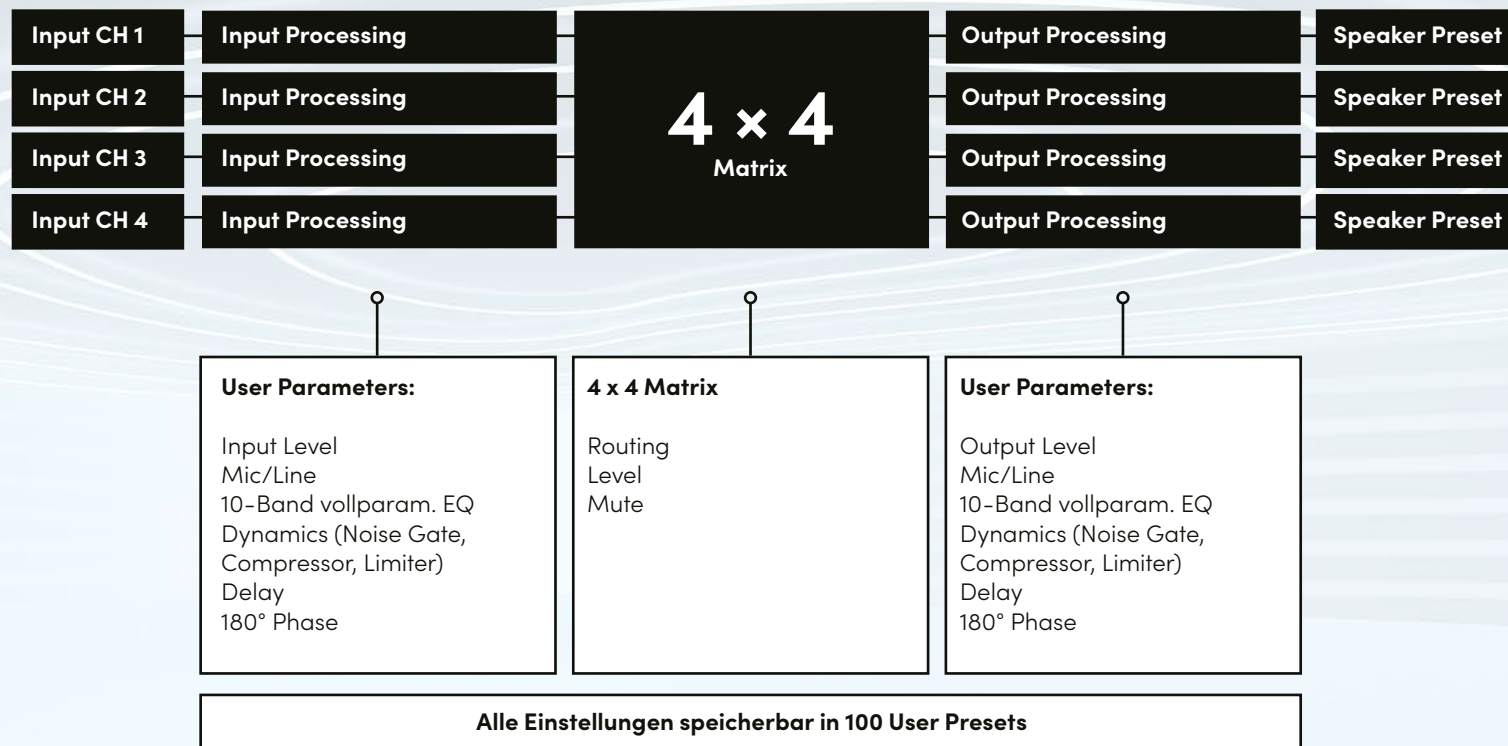 Input CH 1 Input Processing Output Processing Speaker Preset
Input CH 2 Input Processing Output Processing Speaker Preset
4 × 4
Matrix
Input CH 3 Input Processing Output Processing Speaker Preset
Input CH 4 Input Processing Output Processing Speaker Preset
User Parameters:
Input Level
Mic/Line
10-Band vollparam. EQ
Dynamics (Noise Gate,
Compressor, Limiter)
Delay
180° Phase
4 x 4 Matrix
Routing
Level
Mute
User Parameters:
Output Level
Mic/Line
10-Band vollparam. EQ
Dynamics (Noise Gate,
Compressor, Limiter)
Delay
180° Phase
Alle Einstellungen speicherbar in 100 User Presets